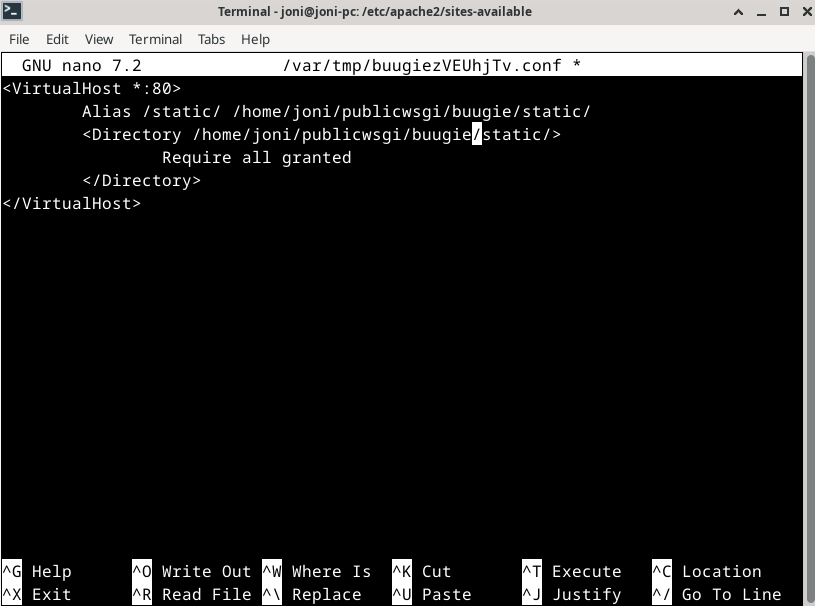 Terminal - joni@joni-pc: /etc/apache2/sites-available
File Edit View Terminal Tabs Help
GNU nano 7.2 /var/tmp/buugiezVEUhjTv.conf *
<VirtualHost *:80>
        Alias /static/ /home/joni/publicwsgi/buugie/static/
        <Directory /home/joni/publicwsgi/buugie/static/>
                Require all granted
        </Directory>
</VirtualHost>
^G Help ^O Write Out ^W Where Is ^K Cut ^T Execute ^C Location
^X Exit ^R Read File ^\ Replace ^U Paste ^J Justify ^/ Go To Line